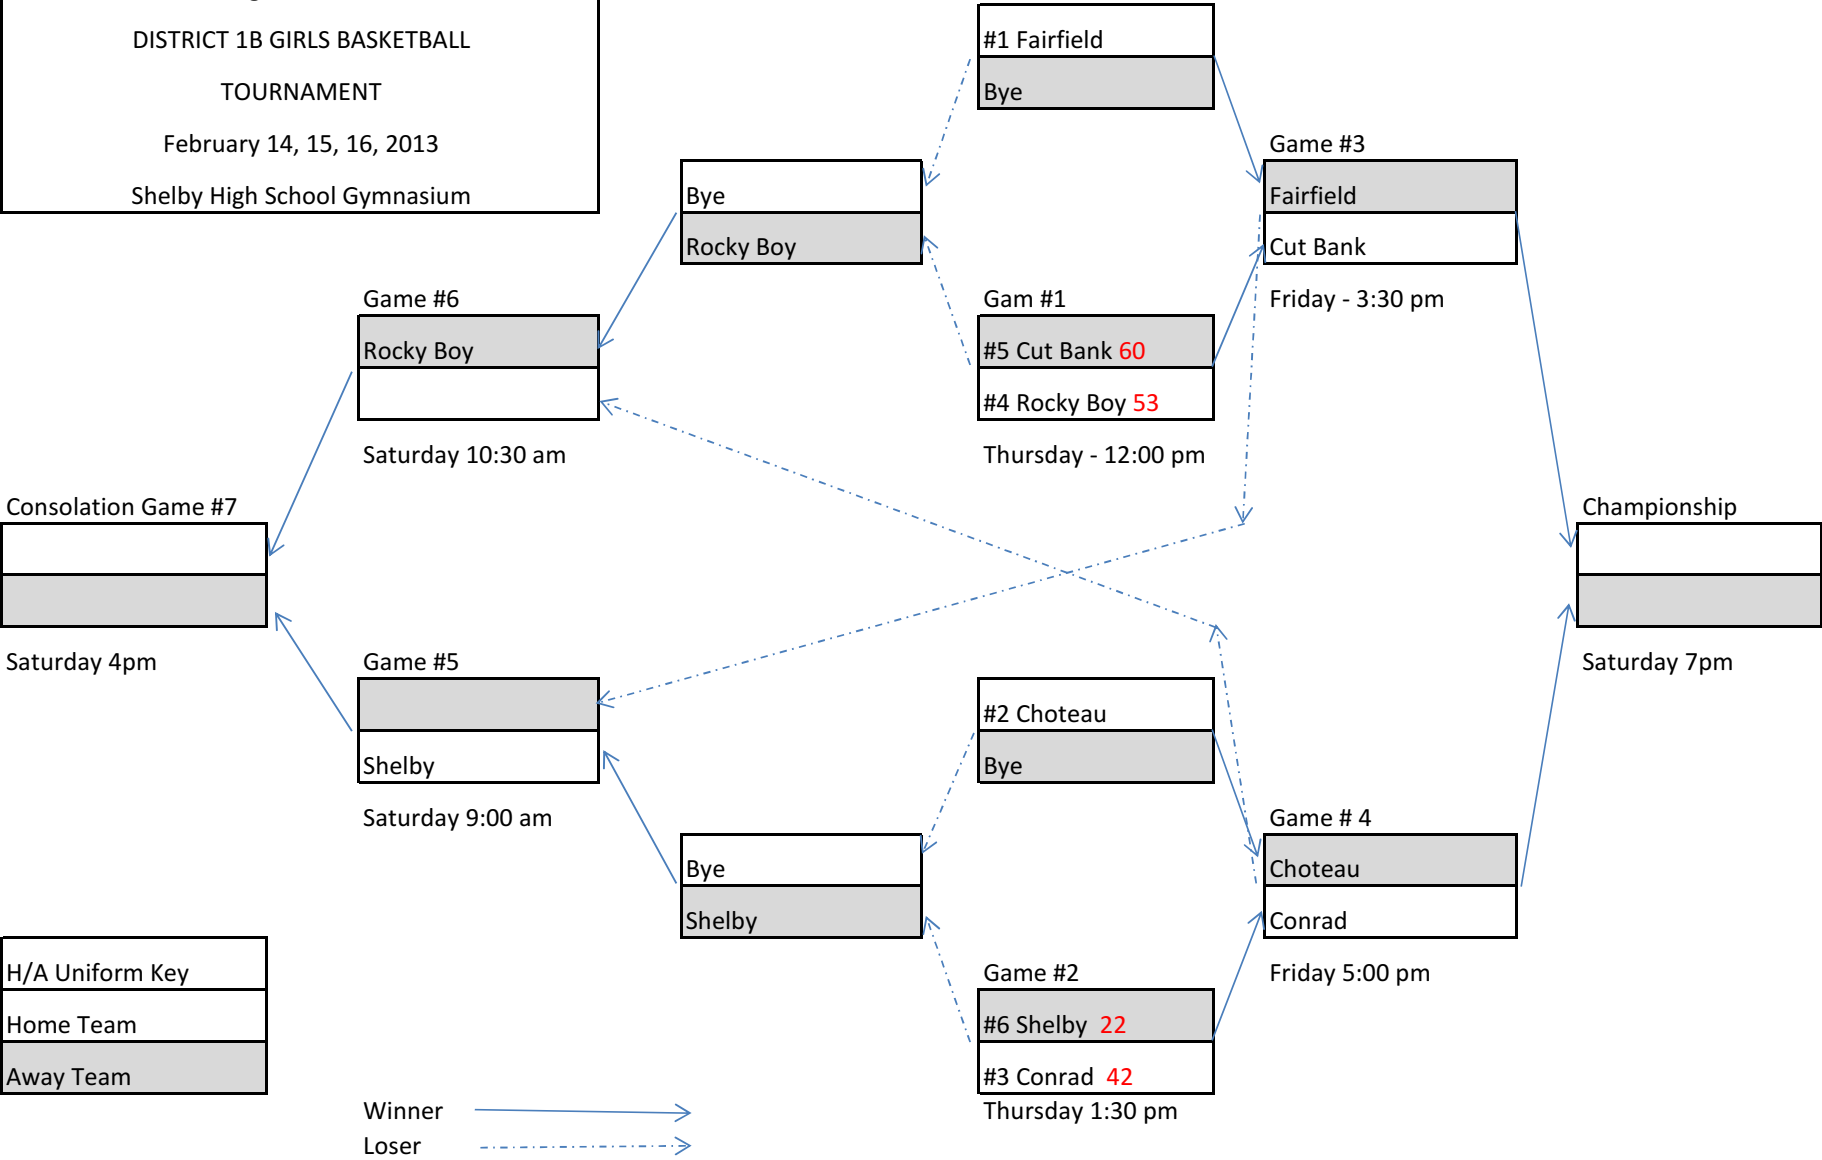 DISTRICT 1B GIRLS BASKETBALL
TOURNAMENT
February 14, 15, 16, 2013
Shelby High School Gymnasium
#1 Fairfield
Bye
Game #3
Fairfield
Cut Bank
Friday - 3:30 pm
Bye
Rocky Boy
Game #6
Rocky Boy
Saturday 10:30 am
Gam #1
#5 Cut Bank 60
#4 Rocky Boy 53
Thursday - 12:00 pm
Consolation Game #7
Saturday 4pm
Championship
Saturday 7pm
Game #5
Shelby
Saturday 9:00 am
#2 Choteau
Bye
Game # 4
Choteau
Conrad
Friday 5:00 pm
Bye
Shelby
Game #2
#6 Shelby 22
#3 Conrad 42
Thursday 1:30 pm
H/A Uniform Key
Home Team
Away Team
Winner
Loser